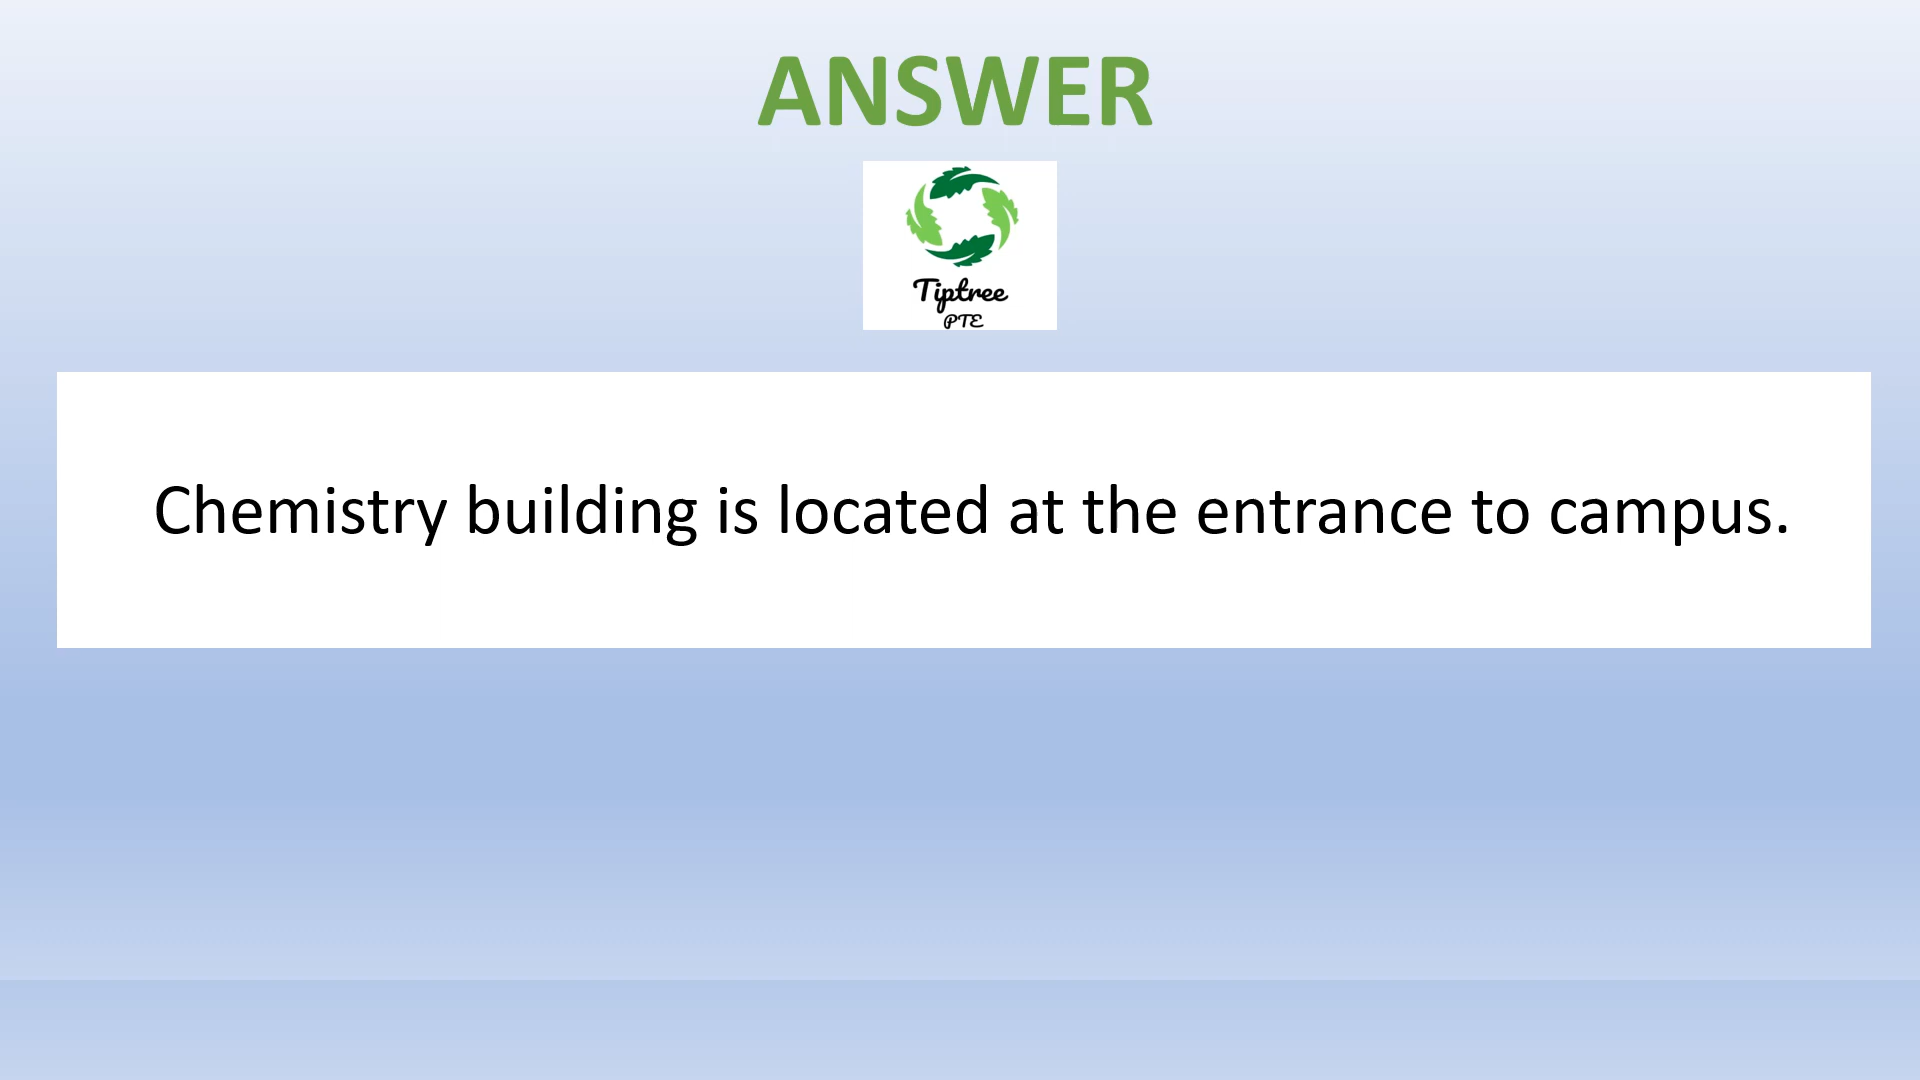 ANSWER
Tiptree
PTE
Chemistry building is located at the entrance to campus.